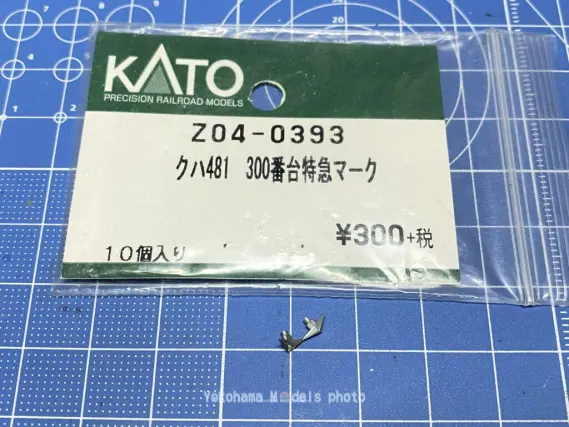 KATO
PRECISION RAILROAD MODELS
Z04-0393
クハ481 300番台特急マーク
¥300+税
10個入り
Yokohama Models photo